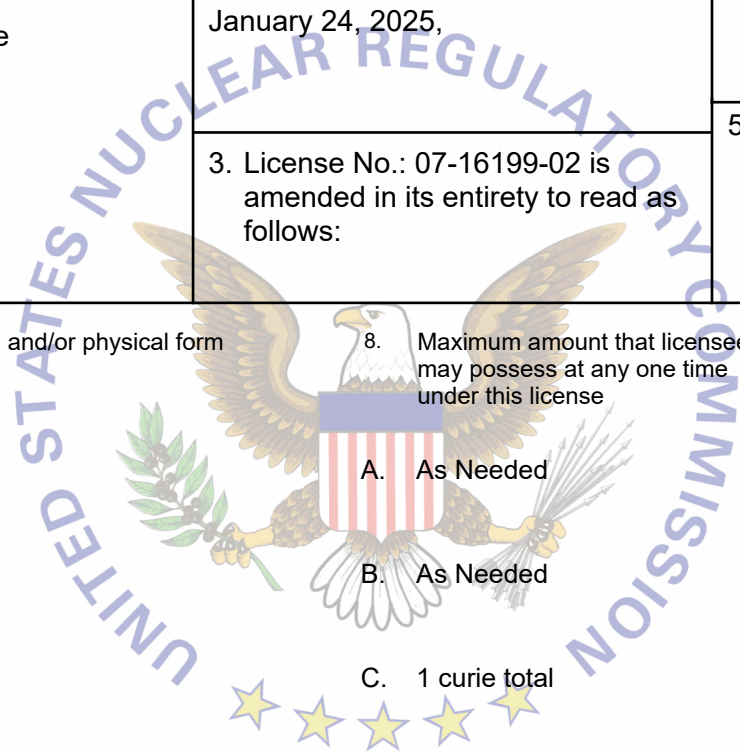 e
January 24, 2025,
5
3. License No.: 07-16199-02 is
amended in its entirety to read as
follows:
and/or physical form
8. Maximum amount that licensee
may possess at any one time
under this license
A. As Needed
B. As Needed
C. 1 curie total
UNITED STATES NUCLEAR REGULATORY COMMISSION